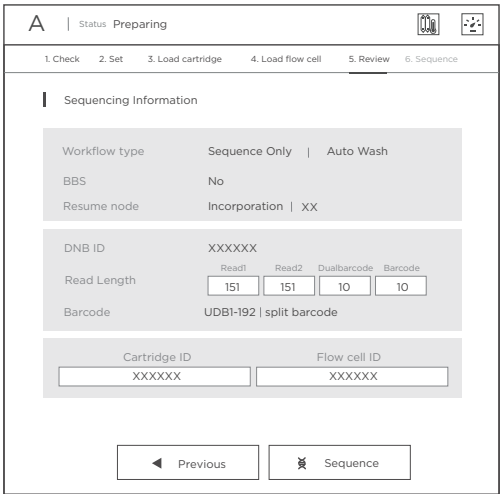 A | Status Preparing
1. Check 2. Set 3. Load cartridge 4. Load flow cell 5. Review 6. Sequence
Sequencing Information
Workflow type Sequence Only | Auto Wash
BBS No
Resume node Incorporation | XX
DNB ID XXXXXX
Read1 Read2 Dualbarcode Barcode
Read Length 151 151 10 10
Barcode UDB1-192 | split barcode
Cartridge ID Flow cell ID
XXXXXX XXXXXX
Previous Sequence